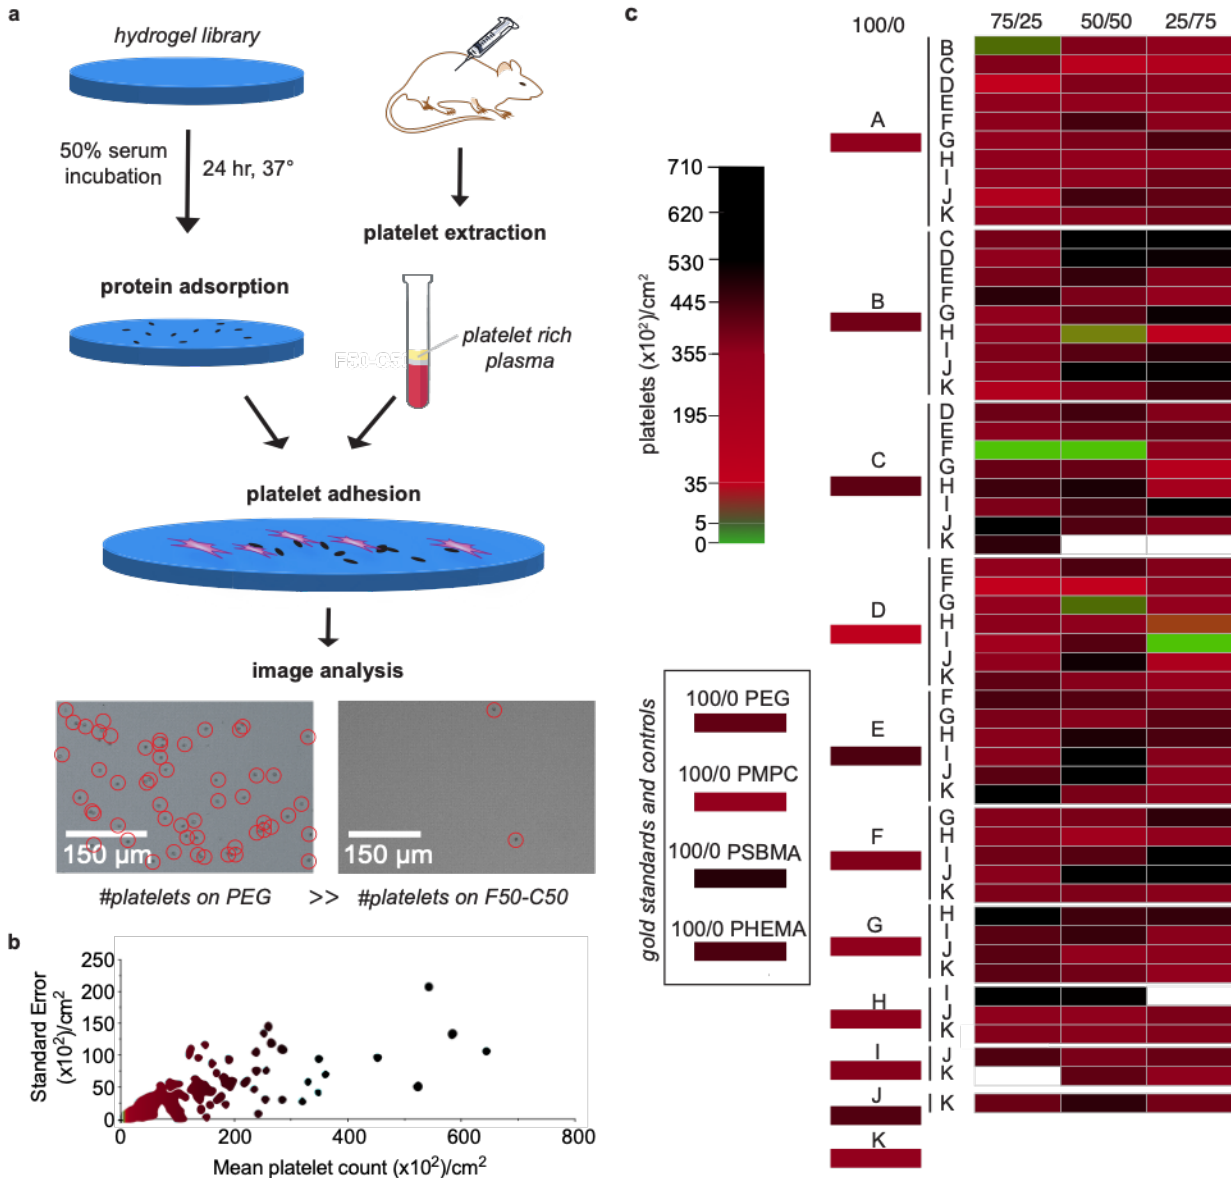 a
hydrogel library
50% serum
incubation
24 hr, 37°
platelet extraction
protein adsorption
F50-C5
platelet rich
plasma
platelet adhesion
image analysis
150 µm
150 µm
#platelets on PEG >> #platelets on F50-C50
b
Standard Error
(x10²)/cm²
250
200
150
100
50
0
0 200 400 600 800
Mean platelet count (x10²)/cm²
c
platelets (x10²)/cm²
710
620
530
445
355
195
35
5
0
gold standards and controls
100/0 PEG
100/0 PMPC
100/0 PSBMA
100/0 PHEMA
100/0 75/25 50/50 25/75
A
B
C
D
E
F
G
H
I
J
K
B
C
D
E
F
G
H
I
J
K
C
D
E
F
G
H
I
J
K
D
E
F
G
H
I
J
K
E
F
G
H
I
J
K
F
G
H
I
J
K
G
H
I
J
K
H
I
J
K
I
J
K
J
K
K